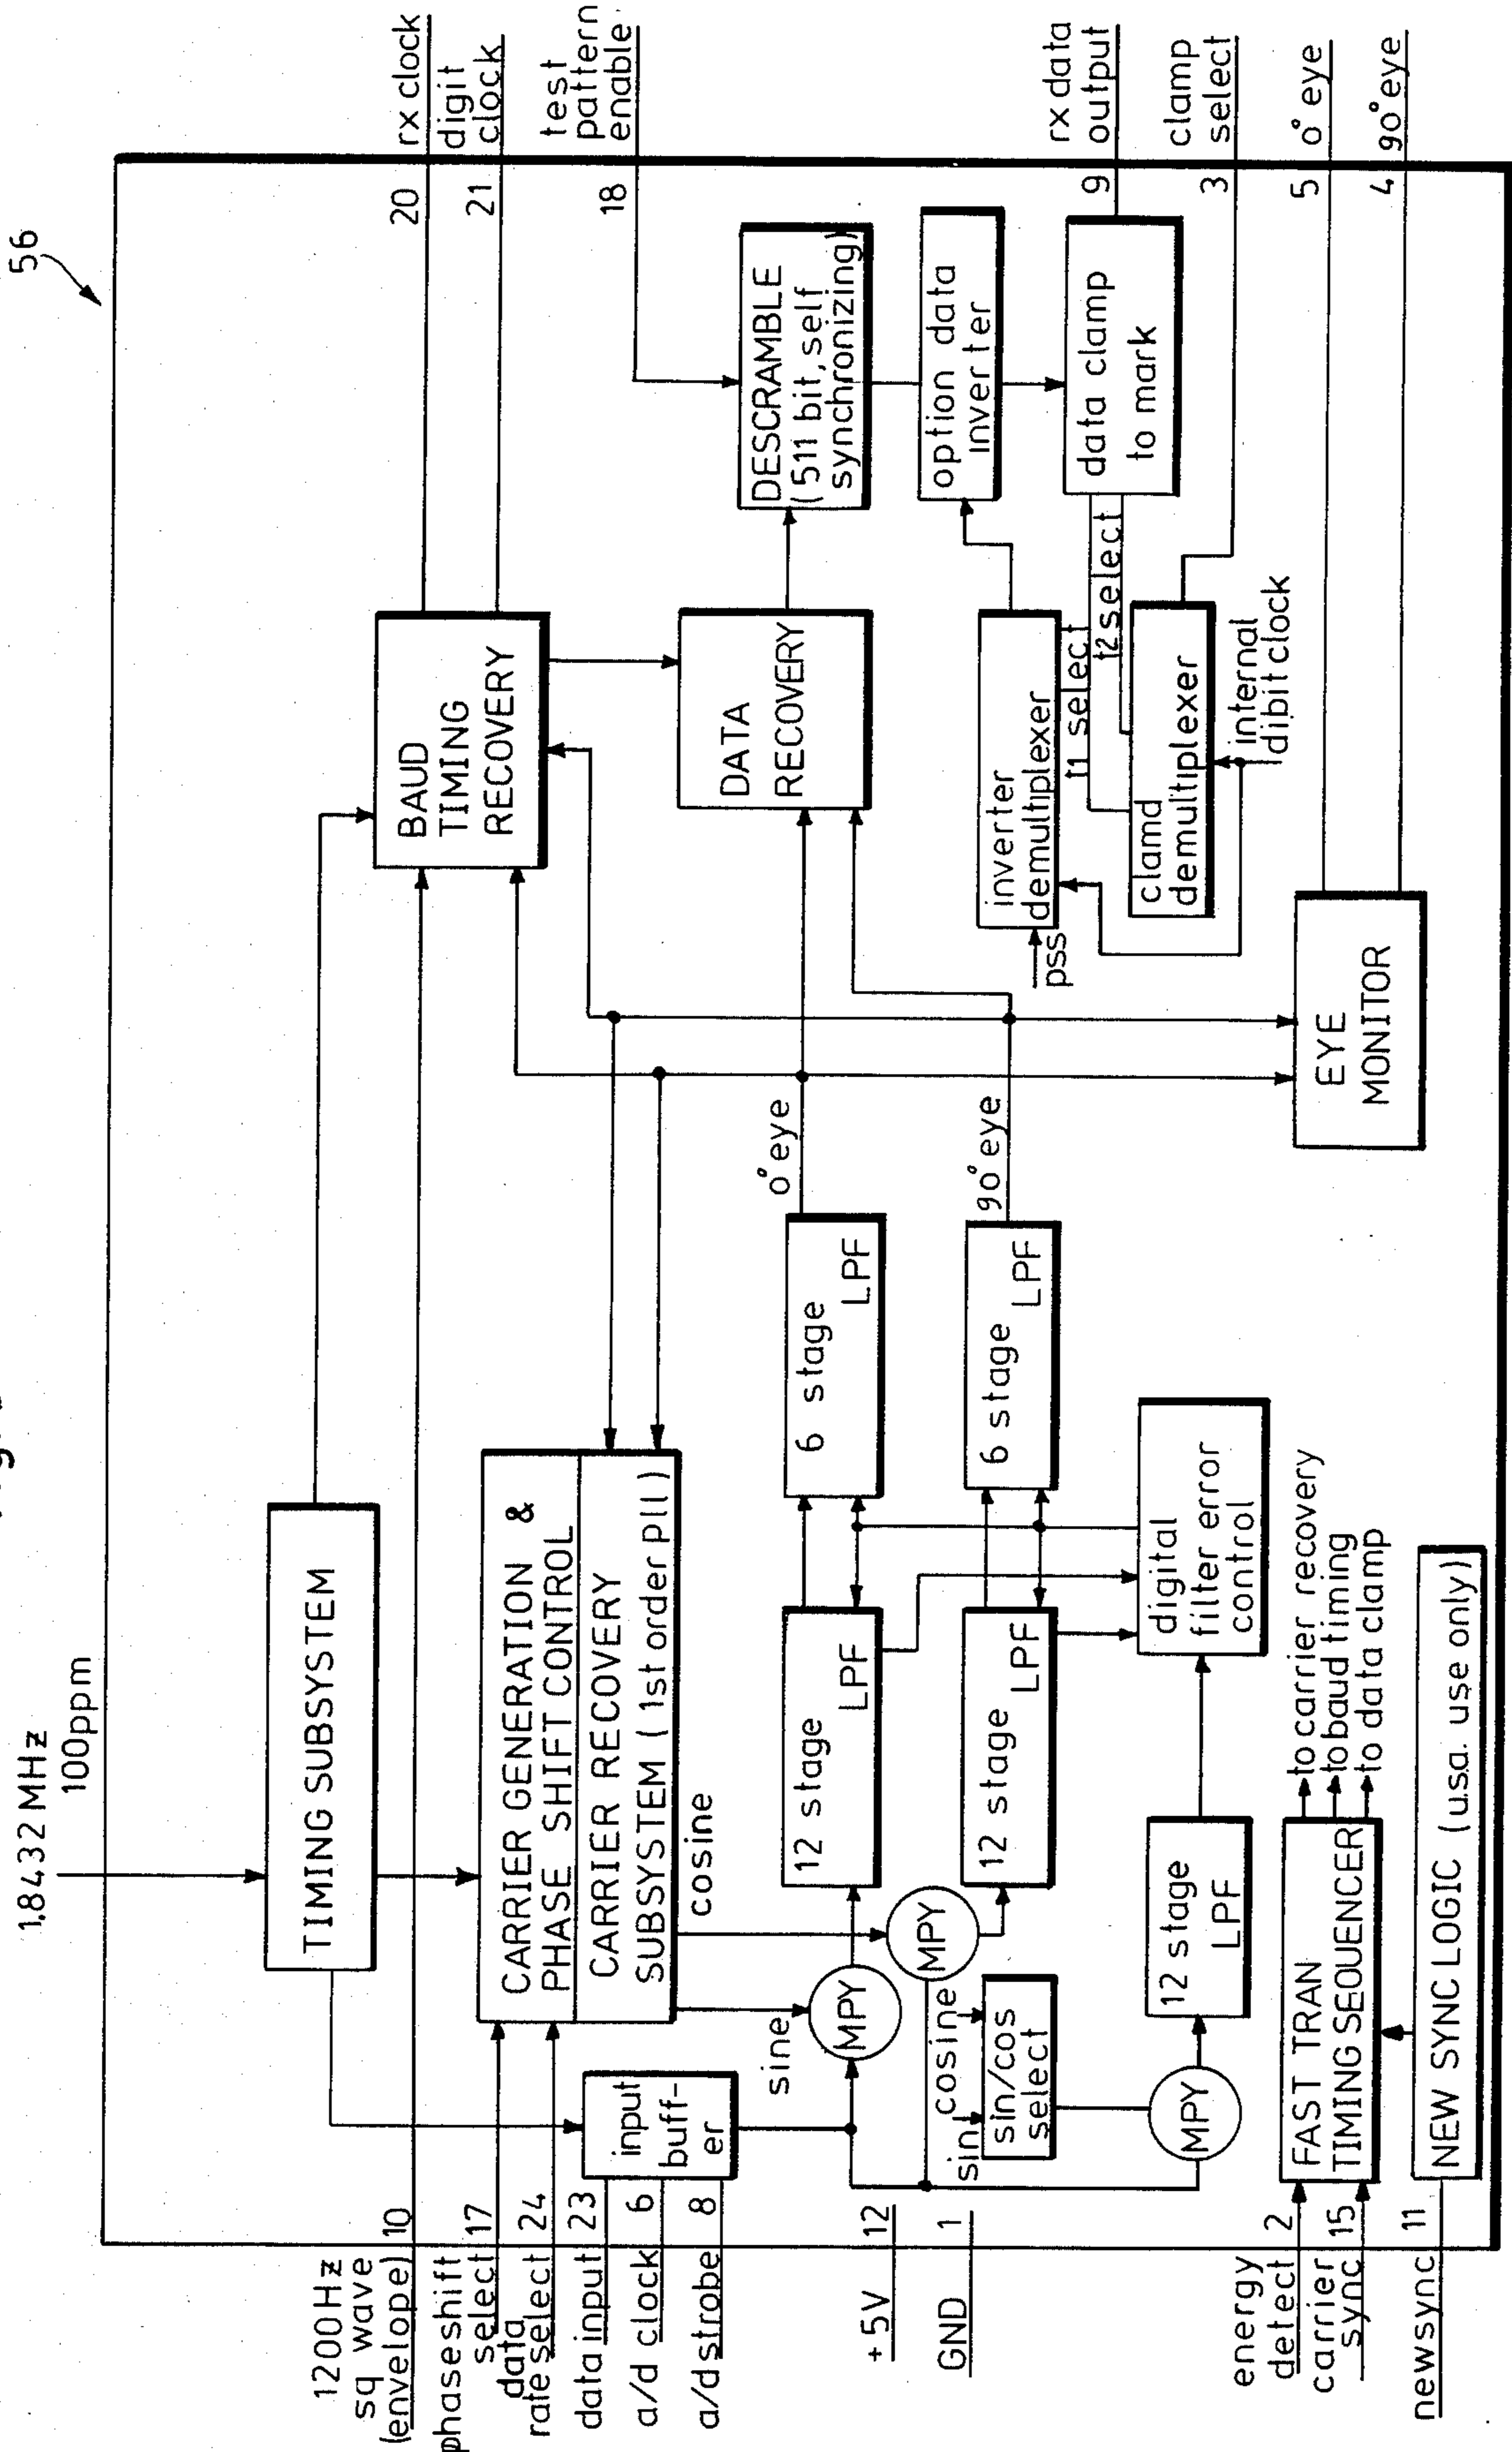 56
1,8432 MHz
100ppm
TIMING SUBSYSTEM
1200Hz
sq wave
(envelope) 10
phaseshift
select 17
data
rate select 24
data input 23
a/d clock 6
a/d strobe 8
+5V 12
GND 1
energy
detect 2
carrier
sync 15
newsync 11
CARRIER GENERATION &
PHASE SHIFT CONTROL
CARRIER RECOVERY
SUBSYSTEM (1st order pll)
input
buff-
er
sine
cosine
MPY
MPY
sin
cosine
sin/cos
select
MPY
12 stage
LPF
12 stage
LPF
12 stage
LPF
6 stage
LPF
6 stage
LPF
digital
filter error
control
0° eye
90° eye
FAST TRAN
TIMING SEQUENCER
to carrier recovery
to baud timing
to data clamp
NEW SYNC LOGIC (u.s.a. use only)
BAUD
TIMING
RECOVERY
DATA
RECOVERY
DESCRAMBLE
(511 bit, self
synchronizing)
option data
inverter
data clamp
to mark
inverter
demultiplexer
pss
t1 select
t2 select
clamd
demultiplexer
internal
dibit clock
EYE
MONITOR
20 rx clock
21 digit
clock
18 test
pattern
enable
9 rx data
output
3 clamp
select
5 0° eye
4 90° eye